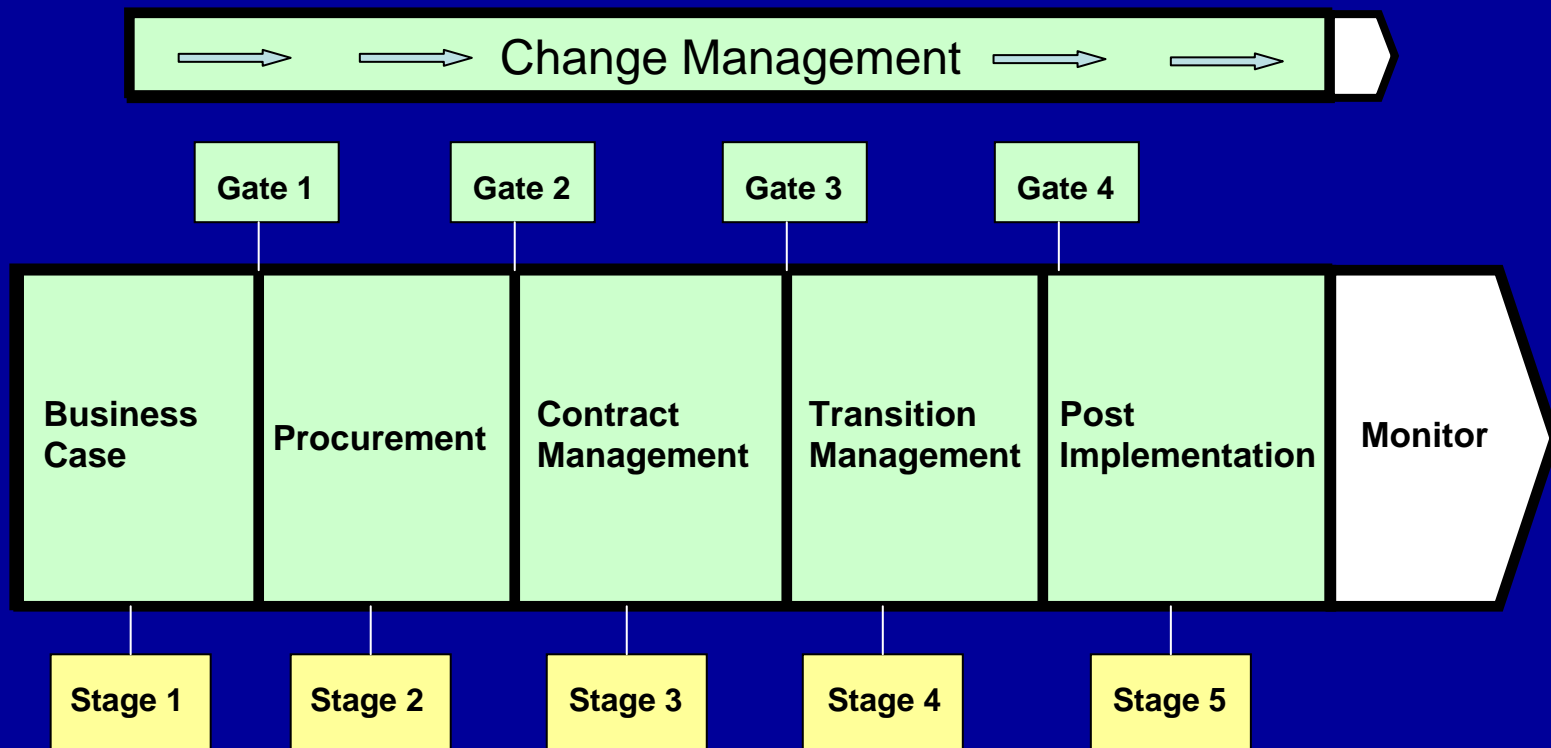 Change Management
Gate 1
Gate 2
Gate 3
Gate 4
Business
Case
Procurement
Contract
Management
Transition
Management
Post
Implementation
Monitor
Stage 1
Stage 2
Stage 3
Stage 4
Stage 5